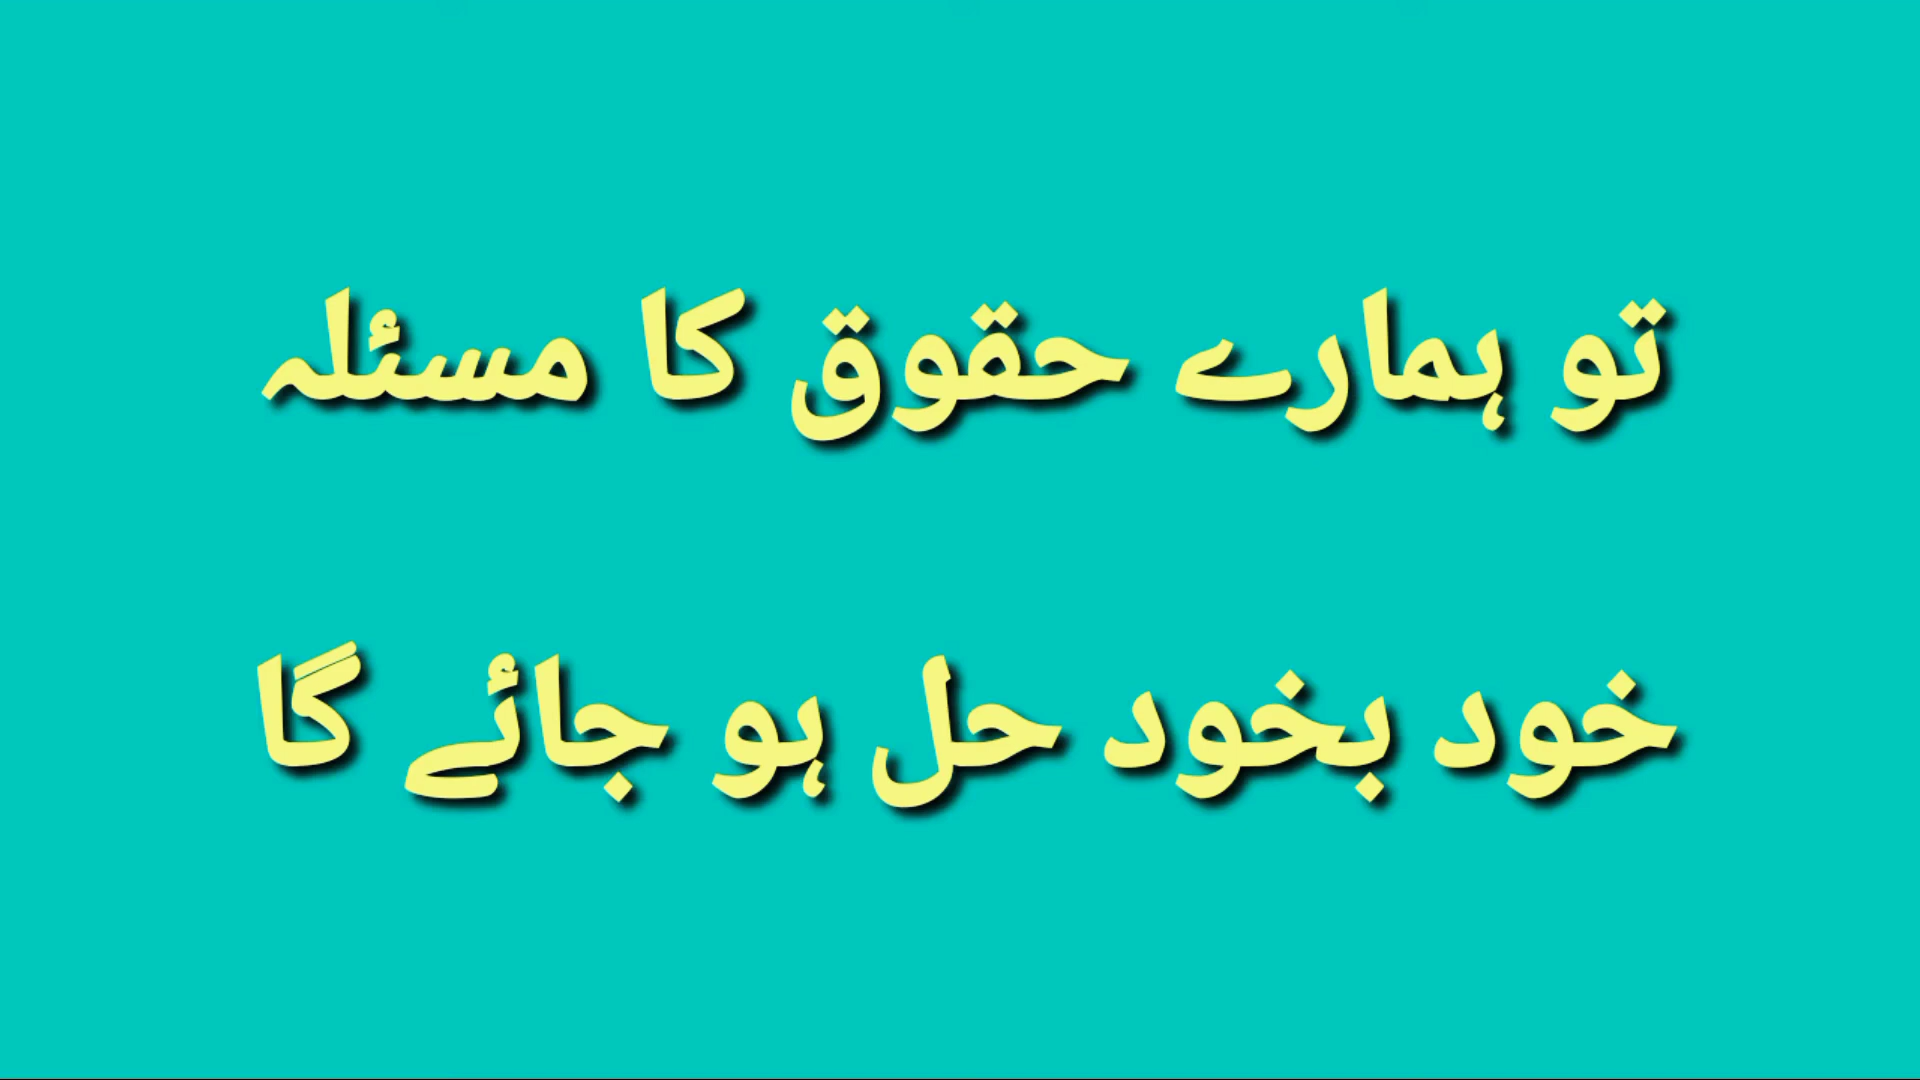 تو ہمارے حقوق کا مسئلہ
خود بخود حل ہو جائے گا